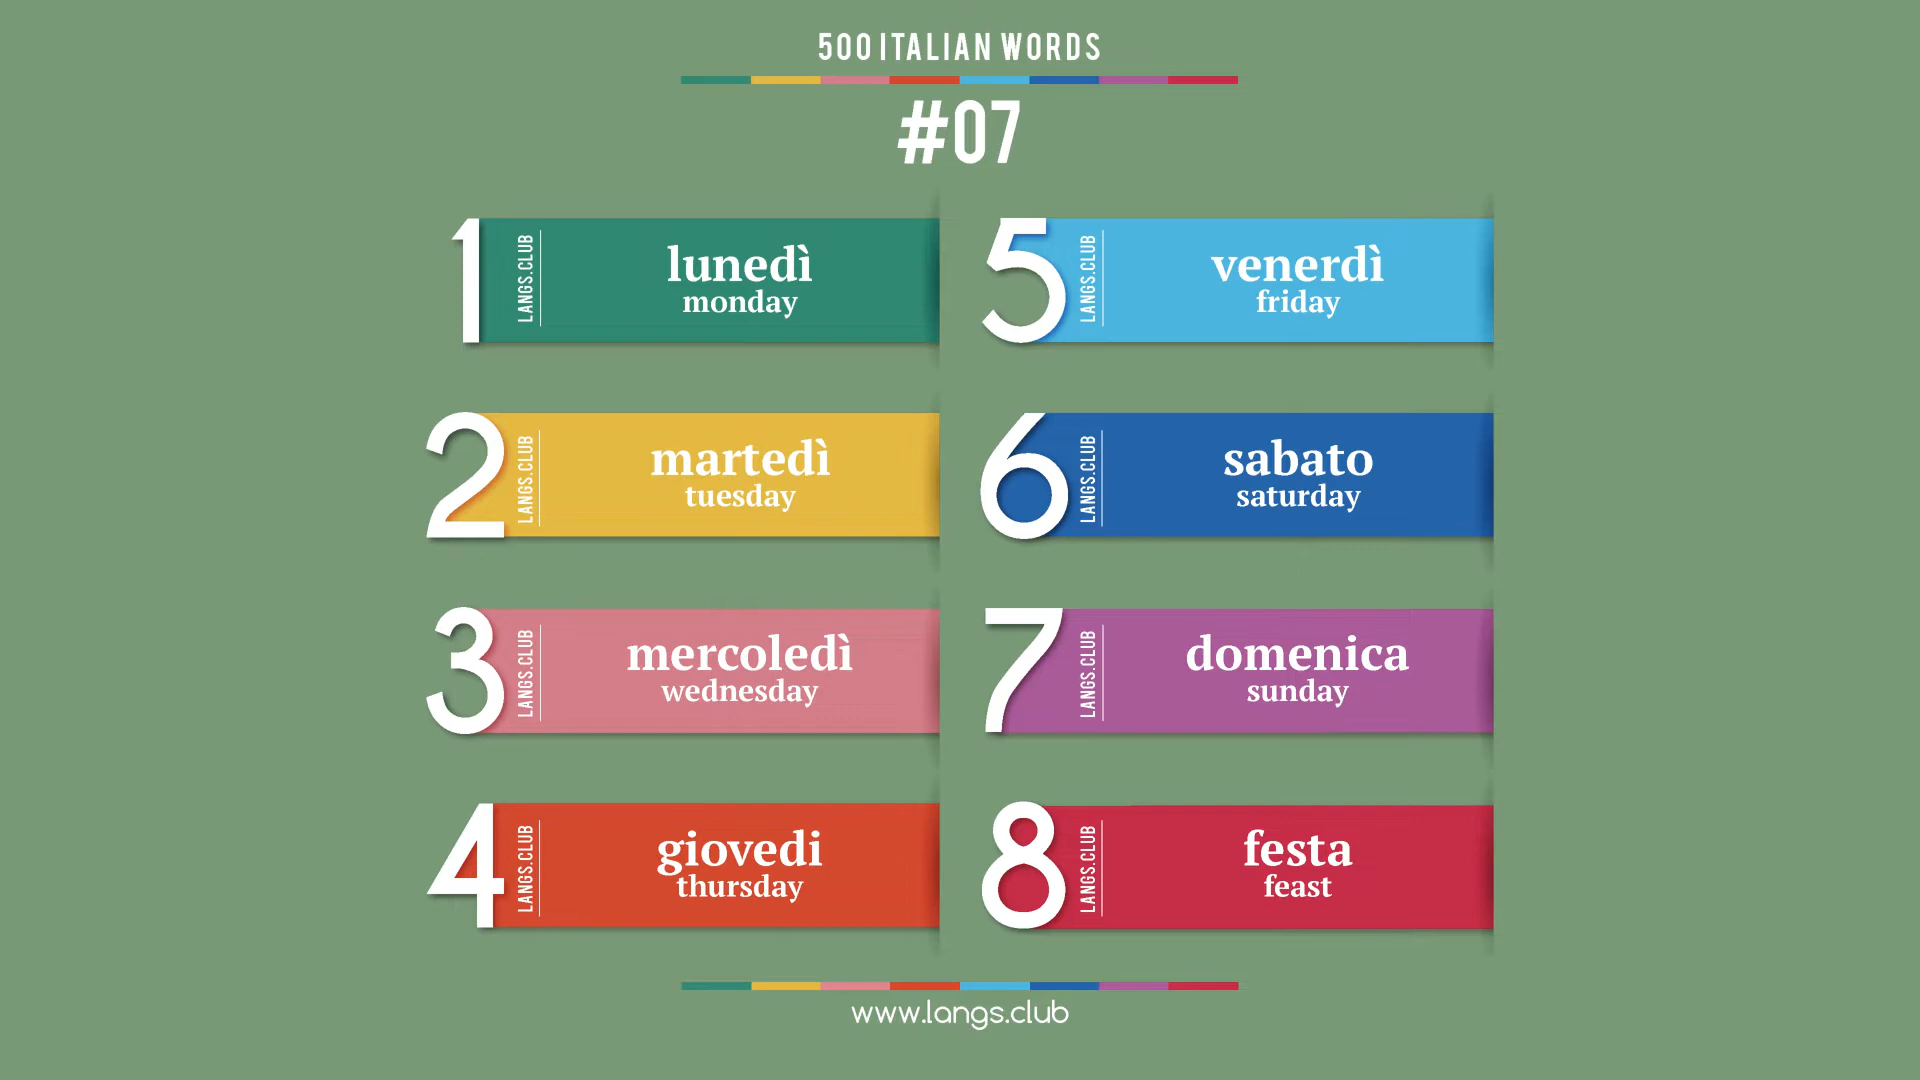 500 ITALIAN WORDS
#07
1
LANGS.CLUB
lunedì
monday
2
LANGS.CLUB
martedì
tuesday
3
LANGS.CLUB
mercoledì
wednesday
4
LANGS.CLUB
giovedi
thursday
5
LANGS.CLUB
venerdì
friday
6
LANGS.CLUB
sabato
saturday
7
LANGS.CLUB
domenica
sunday
8
LANGS.CLUB
festa
feast
www.langs.club